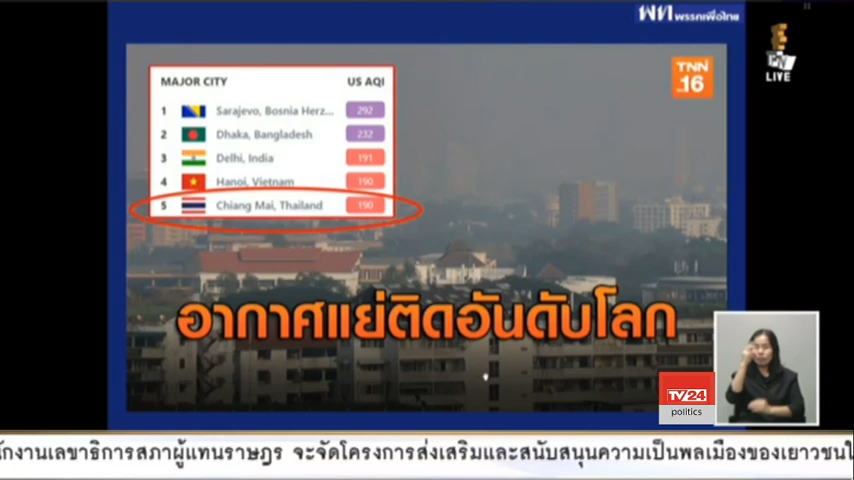 พท พรรคเพื่อไทย
LIVE
TNN
16
MAJOR CITY US AQI
1 Sarajevo, Bosnia Herz... 292
2 Dhaka, Bangladesh 232
3 Delhi, India 191
4 Hanoi, Vietnam 190
5 Chiang Mai, Thailand 190
อากาศแย่ติดอันดับโลก
TV24
politics
งานเลขาธิการสภาผู้แทนราษฎร จะจัดโครงการส่งเสริมและสนับสนุนความเป็นพลเมืองของเยาวชน